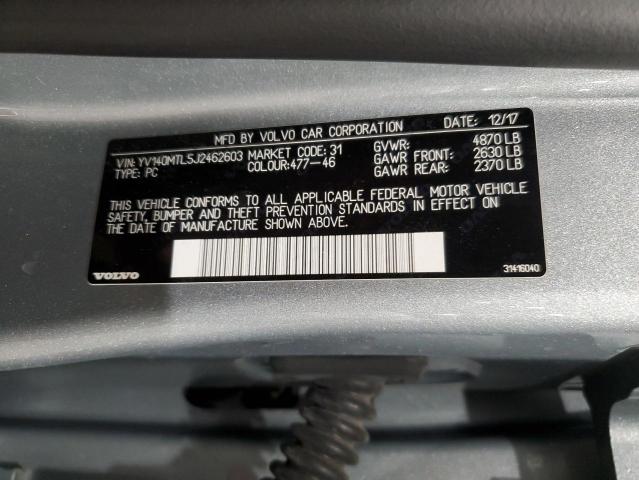 MFD BY VOLVO CAR CORPORATION DATE: 12/17
VIN: YV140MTL5J2462603 MARKET CODE: 31 GVWR: 4870 LB
TYPE: PC COLOUR:477-46 GAWR FRONT: 2630 LB
GAWR REAR: 2370 LB
THIS VEHICLE CONFORMS TO ALL APPLICABLE FEDERAL MOTOR VEHICLE
SAFETY, BUMPER AND THEFT PREVENTION STANDARDS IN EFFECT ON
THE DATE OF MANUFACTURE SHOWN ABOVE.
VOLVO 31416040